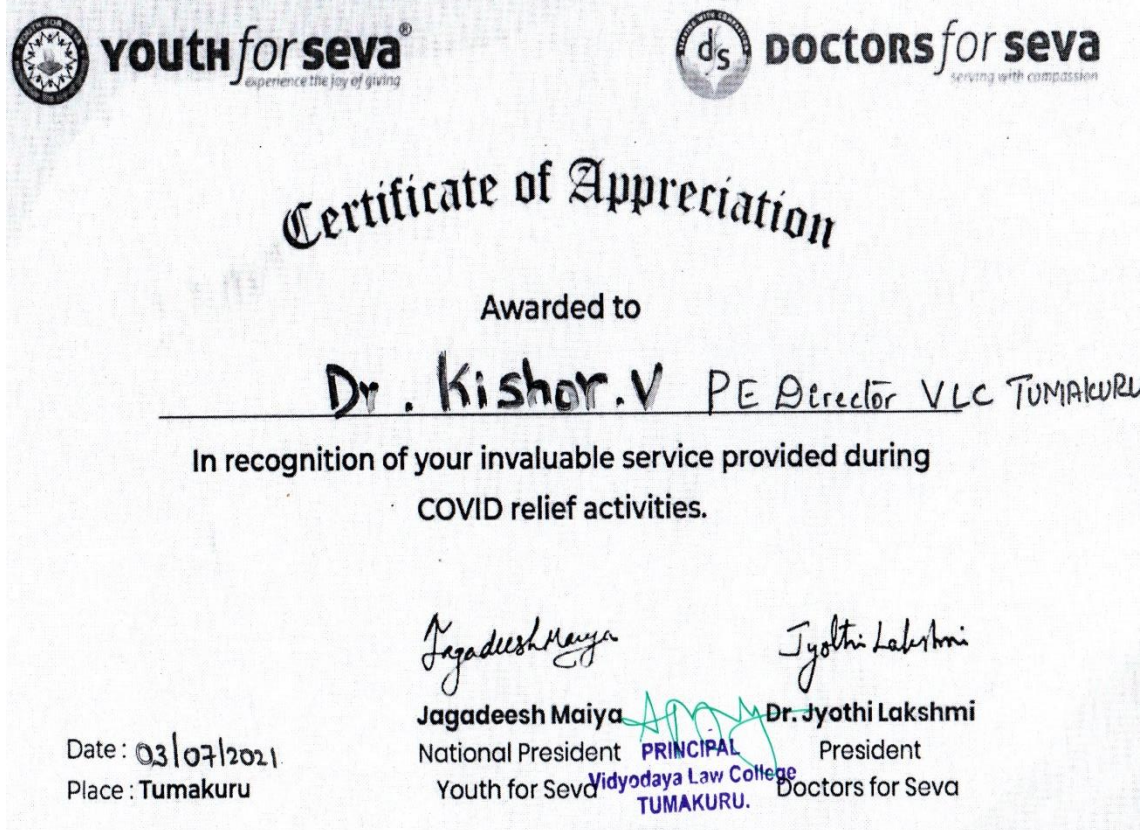 YOUTH for seva®
experience the joy of giving
DOCTORS for seva
serving with compassion
Certificate of Appreciation
Awarded to
Dr. Kishor.V PE Director VLC TUMAKURU
In recognition of your invaluable service provided during
COVID relief activities.
Jagadeesh Maiya
Jyothi Lakshmi
Jagadeesh Maiya
National President
Youth for Seva
PRINCIPAL
Vidyodaya Law College
TUMAKURU.
Dr. Jyothi Lakshmi
President
Doctors for Seva
Date : 03/07/2021
Place : Tumakuru